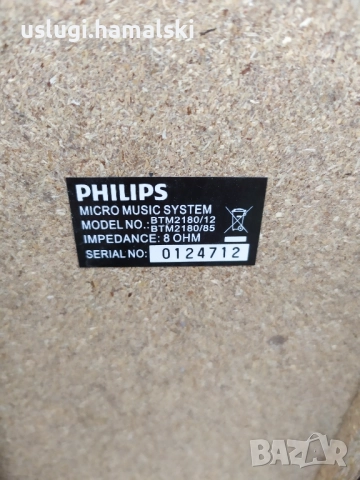 uslugi.hamalski
PHILIPS
MICRO MUSIC SYSTEM
MODEL NO.: BTM2180/12
BTM2180/85
IMPEDANCE: 8 OHM
SERIAL NO: 0124712
BAZAR